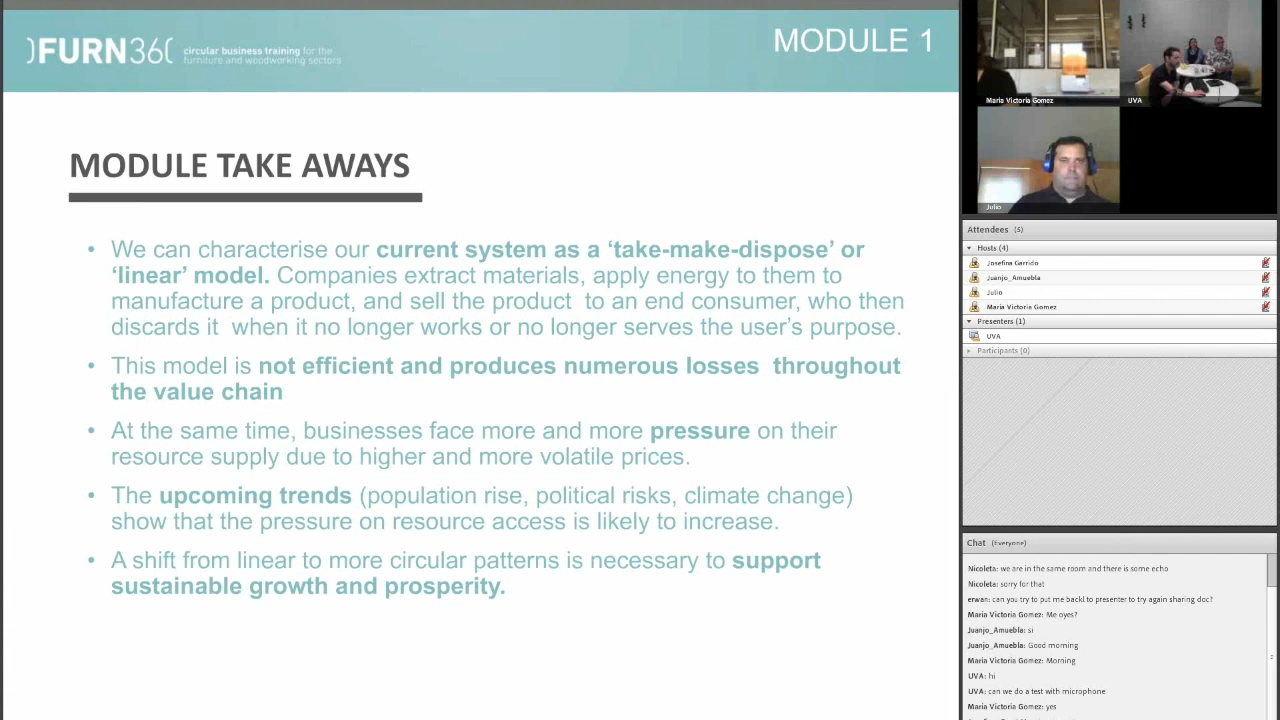 FURN360
circular business training for the
furniture and woodworking sectors
MODULE 1
MODULE TAKE AWAYS
• We can characterise our current system as a ‘take-make-dispose’ or
‘linear’ model. Companies extract materials, apply energy to them to
manufacture a product, and sell the product to an end consumer, who then
discards it when it no longer works or no longer serves the user’s purpose.
• This model is not efficient and produces numerous losses throughout
the value chain
• At the same time, businesses face more and more pressure on their
resource supply due to higher and more volatile prices.
• The upcoming trends (population rise, political risks, climate change)
show that the pressure on resource access is likely to increase.
• A shift from linear to more circular patterns is necessary to support
sustainable growth and prosperity.
Maria Victoria Gomez
UVA
Julio
Attendees (5)
Hosts (4)
Josefina Garrido
Juanjo_Amuebla
Julio
Maria Victoria Gomez
Presenters (1)
UVA
Participants (0)
Chat (Everyone)
Nicoleta: we are in the same room and there is some echo
Nicoleta: sorry for that
erwan: can you try to put me backl to presenter to try again sharing doc?
Maria Victoria Gomez: Me oyes?
Juanjo_Amuebla: si
Juanjo_Amuebla: Good morning
Maria Victoria Gomez: Morning
UVA: hi
UVA: can we do a test with microphone
Maria Victoria Gomez: yes